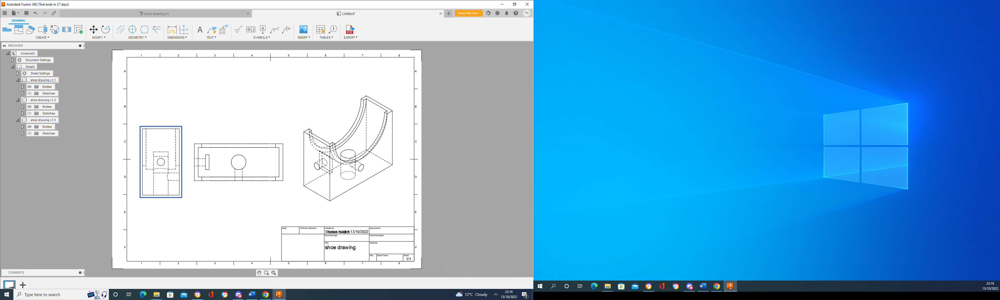 Autodesk Fusion 360 (Trial ends in 27 days)
shoe drawing v1
Untitled*
Subscribe Now
TH
DRAWING
CREATE
MODIFY
GEOMETRY
DIMENSIONS
TEXT
SYMBOLS
INSERT
TABLES
EXPORT
BROWSER
(Unsaved)
Document Settings
Sheet1
Sheet Settings
shoe drawing v1:1
Bodies
Sketches
shoe drawing v1:2
Bodies
Sketches
shoe drawing v1:3
Bodies
Sketches
1 2 3 4 5 6 7 8
A A
B B
C C
D D
E E
F F
Dept.
Technical reference
Created by
Approved by
13/10/2022
Document type
Document status
Title
DWG No.
shoe drawing
Rev.
Date of issue
Sheet
1/1
1 2 3 4 5 6 7 8
COMMENTS
Type here to search
12°C Cloudy
23:19
13/10/2022
2
23:19
13/10/2022